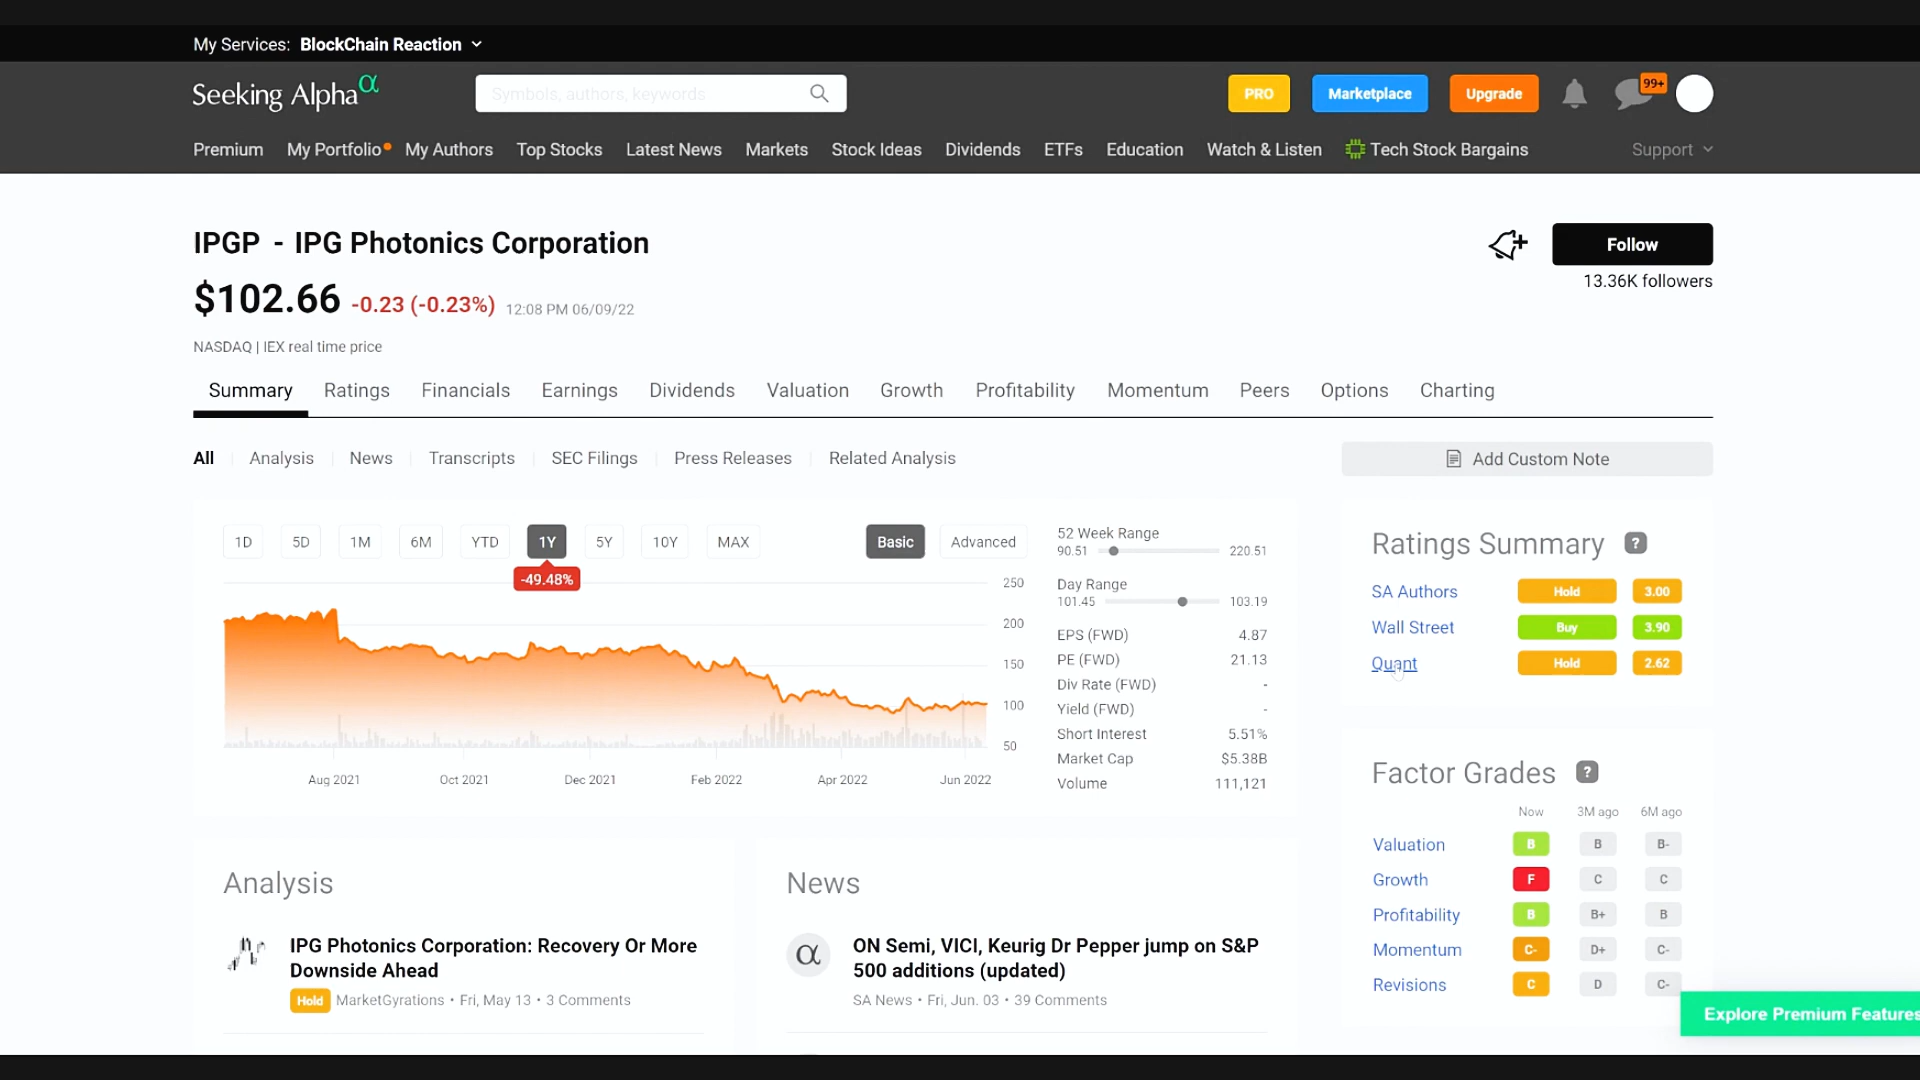 My Services: BlockChain Reaction
Seeking Alpha α
Symbols, authors, keywords
PRO
Marketplace
Upgrade
99+
Premium My Portfolio My Authors Top Stocks Latest News Markets Stock Ideas Dividends ETFs Education Watch & Listen Tech Stock Bargains Support
IPGP - IPG Photonics Corporation
Follow
13.36K followers
$102.66 -0.23 (-0.23%) 12:08 PM 06/09/22
NASDAQ | IEX real time price
Summary Ratings Financials Earnings Dividends Valuation Growth Profitability Momentum Peers Options Charting
All Analysis News Transcripts SEC Filings Press Releases Related Analysis
Add Custom Note
1D 5D 1M 6M YTD 1Y 5Y 10Y MAX Basic Advanced
-49.48%
250
200
150
100
50
Aug 2021 Oct 2021 Dec 2021 Feb 2022 Apr 2022 Jun 2022
52 Week Range
90.51 220.51
Day Range
101.45 103.19
EPS (FWD) 4.87
PE (FWD) 21.13
Div Rate (FWD) -
Yield (FWD) -
Short Interest 5.51%
Market Cap $5.38B
Volume 111,121
Ratings Summary ?
SA Authors Hold 3.00
Wall Street Buy 3.90
Quant Hold 2.62
Factor Grades ?
Now 3M ago 6M ago
Valuation B B B-
Growth F C C
Profitability B B+ B
Momentum C- D+ C-
Revisions C D C-
Analysis
IPG Photonics Corporation: Recovery Or More
Downside Ahead
Hold MarketGyrations • Fri, May 13 • 3 Comments
News
α
ON Semi, VICI, Keurig Dr Pepper jump on S&P
500 additions (updated)
SA News • Fri, Jun. 03 • 39 Comments
Explore Premium Features